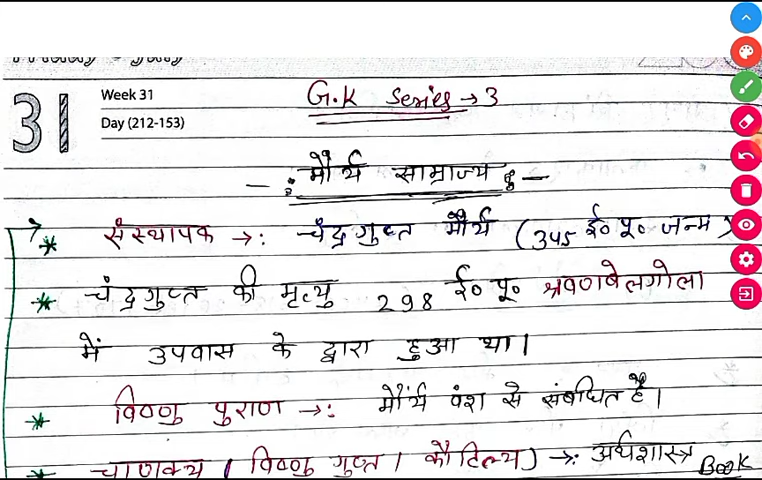 31
Week 31
Day (212-153)
G.K Series → 3
—: मौर्य साम्राज्य :—
* संस्थापक →: चंद्रगुप्त मौर्य (345 ई० पू० जन्म)
* चंद्रगुप्त की मृत्यु 298 ई० पू० श्रवणबेलगोला
में उपवास के द्वारा हुआ था।
* विष्णु पुराण →: मौर्य वंश से संबधित है।
* चाणक्य ( विष्णु गुप्त । कौटिल्य) →: अर्थशास्त्र Book